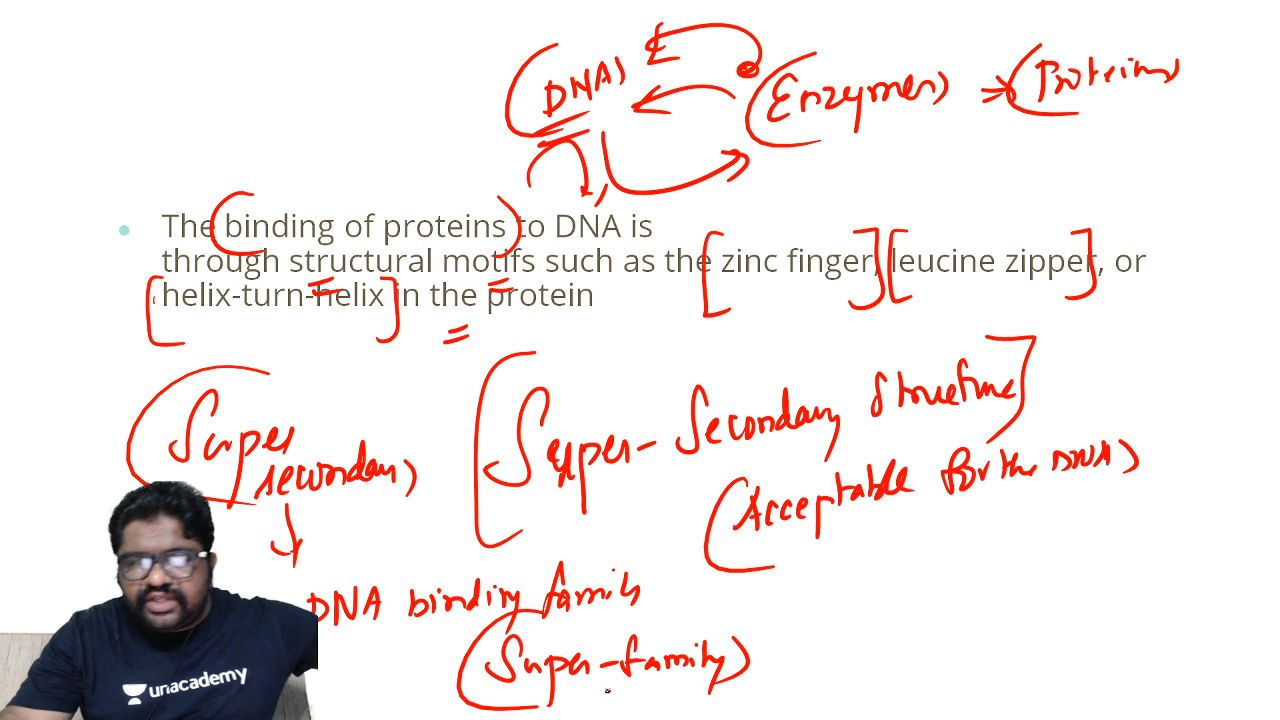 DNA
Enzymes ⇒ Proteins
The binding of proteins to DNA is
through structural motifs such as the zinc finger, leucine zipper, or
helix-turn-helix in the protein
Super
secondary
Super-Secondary Structure
(Acceptable for the DNA)
DNA binding family
(Super-family)
unacademy